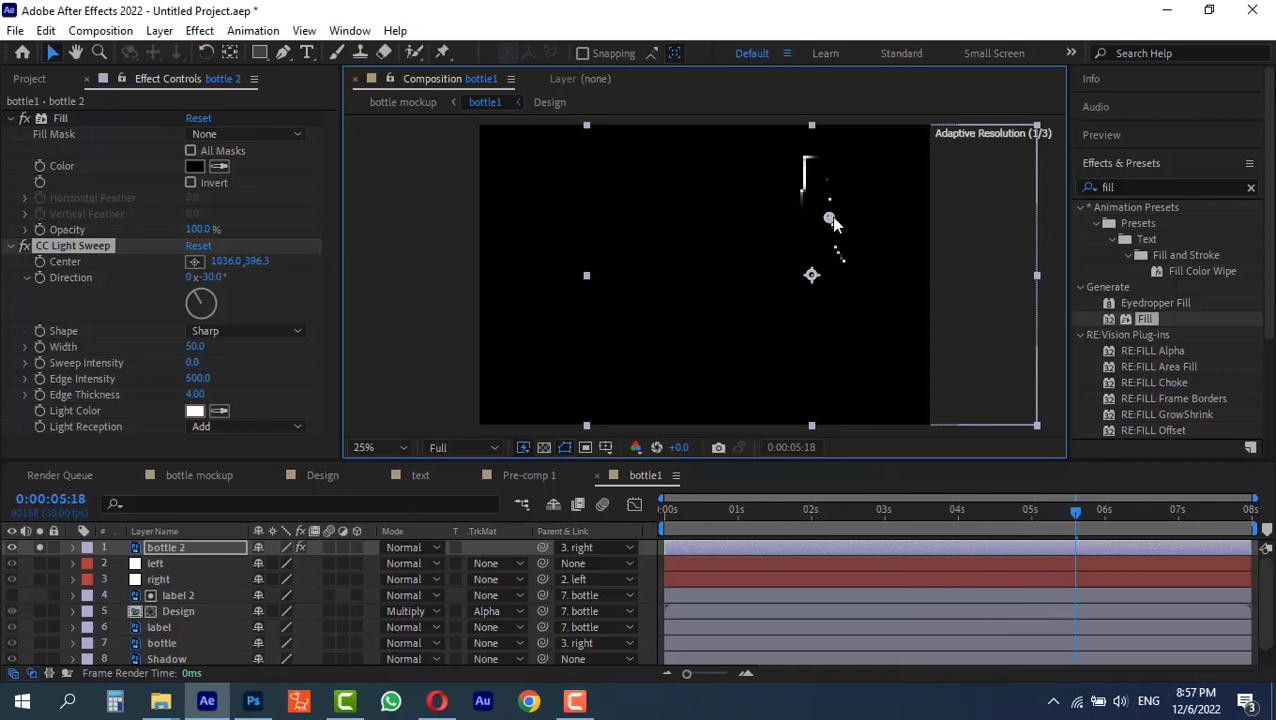 Adobe After Effects 2022 - Untitled Project.aep *
File Edit Composition Layer Effect Animation View Window Help
Snapping Default Learn Standard Small Screen Search Help
Project Effect Controls bottle 2 Composition bottle1 Layer (none) Info
bottle1 • bottle 2 bottle mockup bottle1 Design Audio
fx Fill Reset
Fill Mask None Adaptive Resolution (1/3) Preview
All Masks
Color Effects & Presets
Invert fill
Horizontal Feather 0.0
Vertical Feather 0.0 * Animation Presets
Opacity 100.0 % Presets
fx CC Light Sweep Reset Text
Center 1036.0,396.3 Fill and Stroke
Direction 0 x-30.0° Fill Color Wipe
Generate
Eyedropper Fill
Fill
Shape Sharp RE:Vision Plug-ins
Width 50.0 RE:FILL Alpha
Sweep Intensity 0.0 RE:FILL Area Fill
Edge Intensity 500.0 RE:FILL Choke
Edge Thickness 4.00 RE:FILL Frame Borders
Light Color RE:FILL GrowShrink
Light Reception Add RE:FILL Offset
25% Full +0.0 0:00:05:18
Render Queue bottle mockup Design text Pre-comp 1 bottle1
0:00:05:18
00168 (30.00 fps)
:00s 01s 02s 03s 04s 05s 06s 07s 08s
# Layer Name Mode T .TrkMat Parent & Link
1 bottle 2 fx Normal 3. right
2 left Normal None None
3 right Normal None 2. left
4 label 2 Normal None 7. bottle
5 Design Multiply Alpha 7. bottle
6 label Normal None 7. bottle
7 bottle Normal None 3. right
8 Shadow Normal None None
Frame Render Time: 0ms
ENG 8:57 PM
12/6/2022